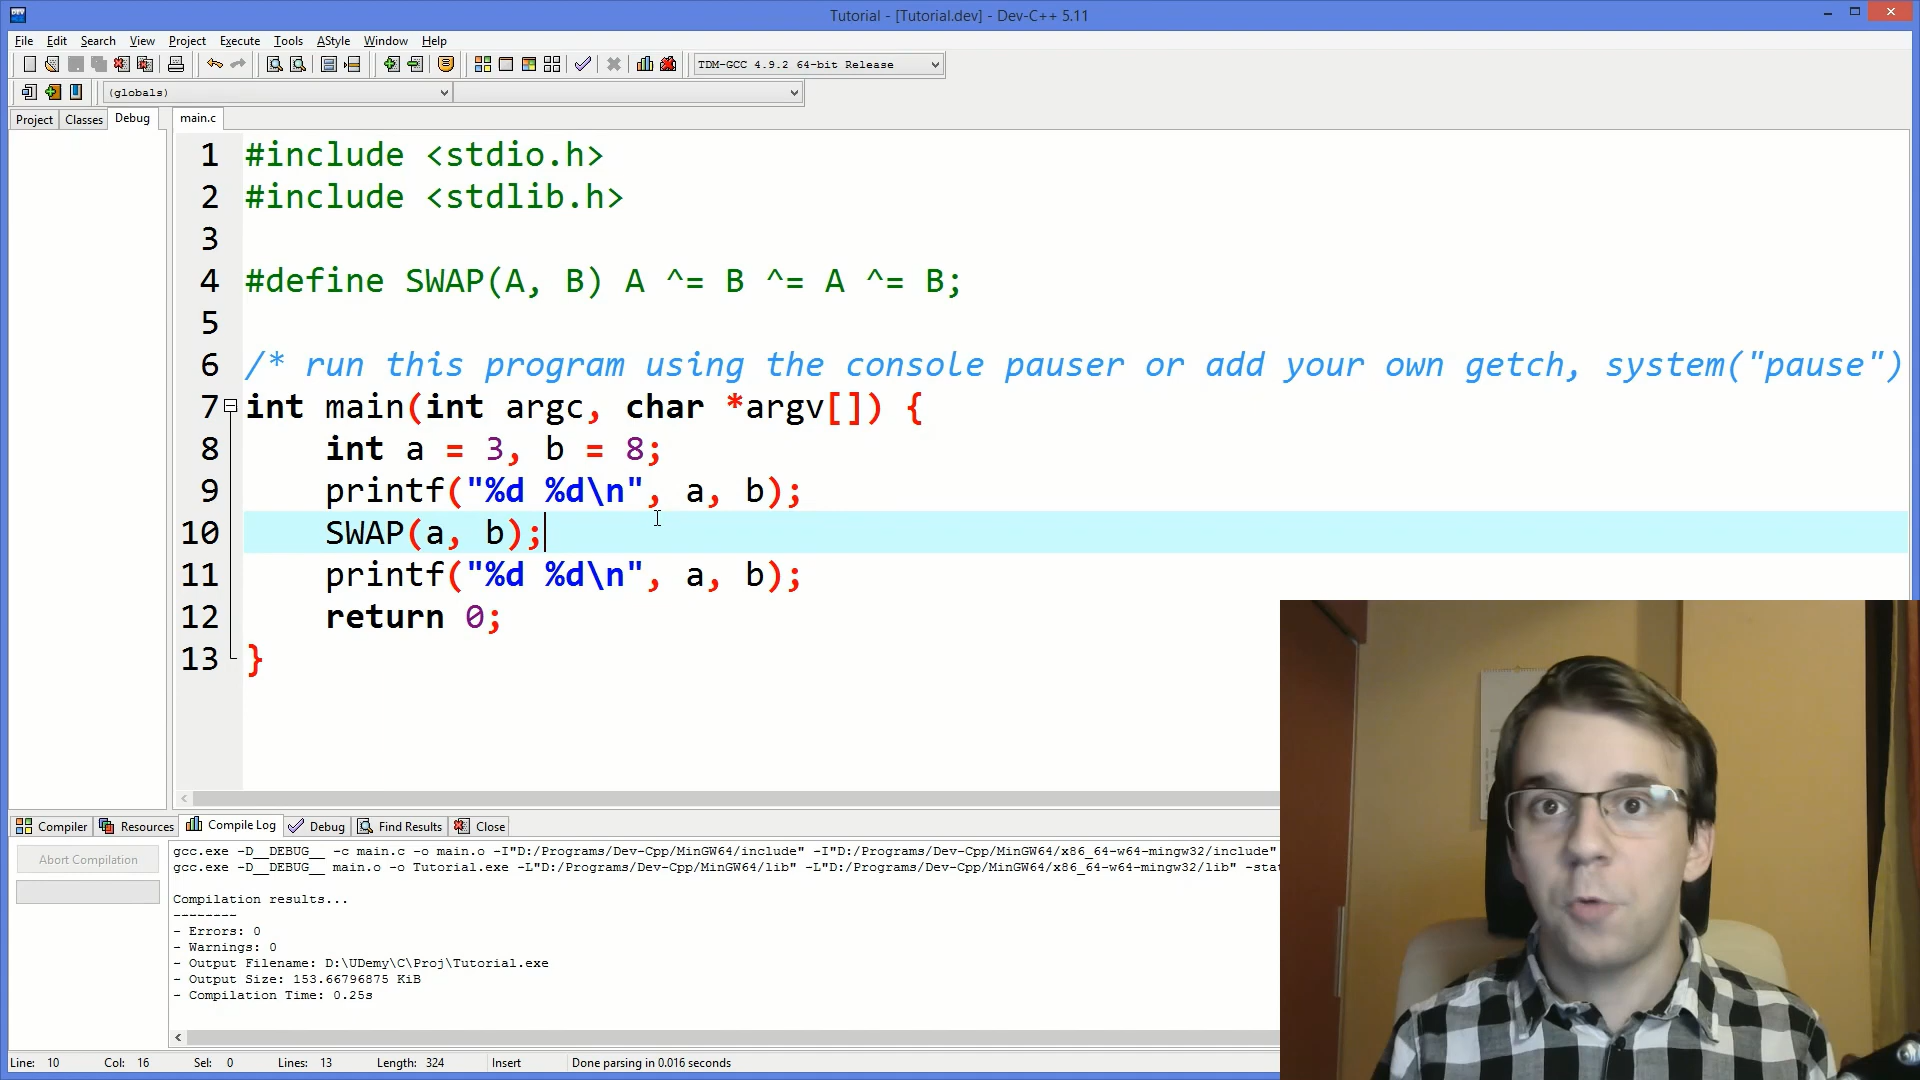 Tutorial - [Tutorial.dev] - Dev-C++ 5.11
File Edit Search View Project Execute Tools AStyle Window Help
TDM-GCC 4.9.2 64-bit Release
(globals)
Project Classes Debug main.c
1 #include <stdio.h>
2 #include <stdlib.h>
3
4 #define SWAP(A, B) A ^= B ^= A ^= B;
5
6 /* run this program using the console pauser or add your own getch, system("pause")
7 int main(int argc, char *argv[]) {
8 int a = 3, b = 8;
9 printf("%d %d\n", a, b);
10 SWAP(a, b);
11 printf("%d %d\n", a, b);
12 return 0;
13 }
Compiler Resources Compile Log Debug Find Results Close
Abort Compilation
gcc.exe -D__DEBUG__ -c main.c -o main.o -I"D:/Programs/Dev-Cpp/MinGW64/include" -I"D:/Programs/Dev-Cpp/MinGW64/x86_64-w64-mingw32/include"
gcc.exe -D__DEBUG__ main.o -o Tutorial.exe -L"D:/Programs/Dev-Cpp/MinGW64/lib" -L"D:/Programs/Dev-Cpp/MinGW64/x86_64-w64-mingw32/lib" -sta
Compilation results...
--------
- Errors: 0
- Warnings: 0
- Output Filename: D:\UDemy\C\Proj\Tutorial.exe
- Output Size: 153.66796875 KiB
- Compilation Time: 0.25s
Line: 10 Col: 16 Sel: 0 Lines: 13 Length: 324 Insert Done parsing in 0.016 seconds